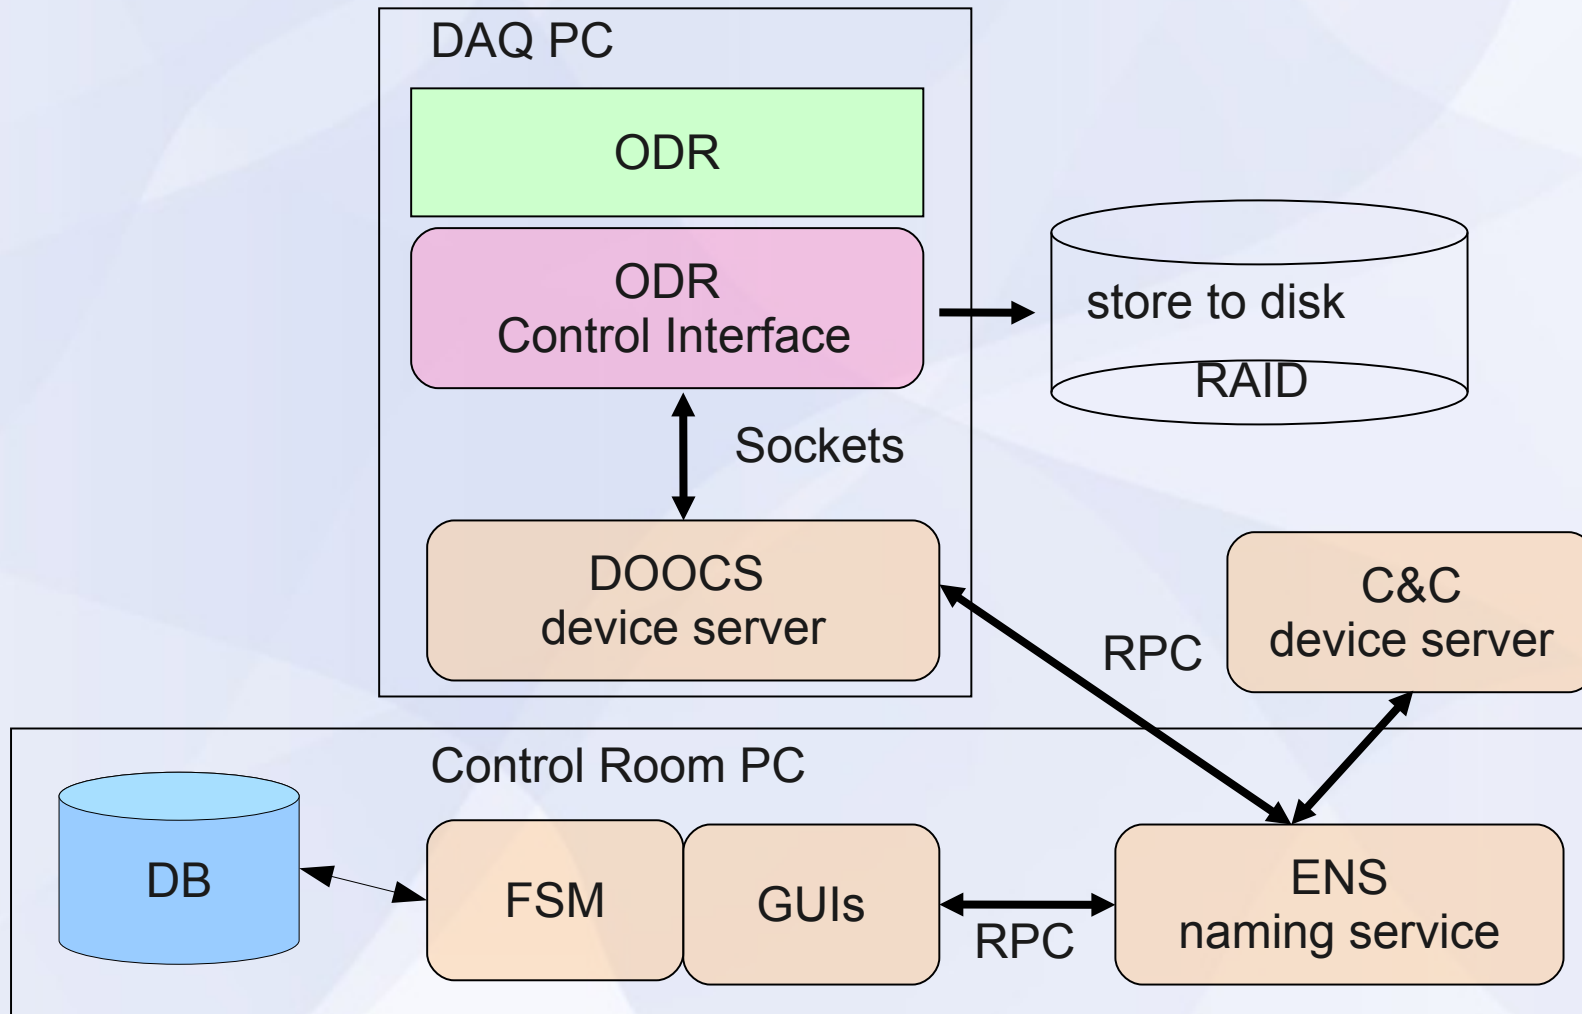 DAQ PC
ODR
ODR
Control Interface
store to disk
RAID
Sockets
DOOCS
device server
C&C
device server
RPC
Control Room PC
DB
FSM
GUIs
RPC
ENS
naming service